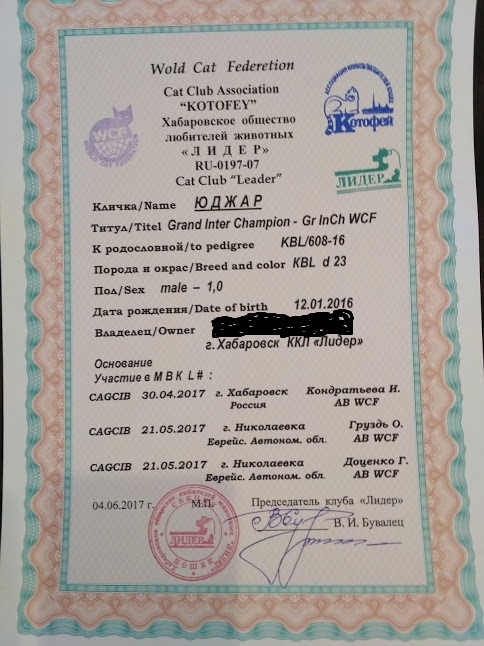 Wold Cat Federetion
Cat Club Association
"KOTOFEY"
Хабаровское общество
любителей животных
«ЛИДЕР»
RU-0197-07
Cat Club "Leader"
WCF
Котофей
ЛИДЕР
Кличка/Name ЮДЖАР
Титул/Titel Grand Inter Champion - Gr InCh WCF
К родословной/to pedigree KBL/608-16
Порода и окрас/Breed and color KBL d 23
Пол/Sex male – 1,0
Дата рождения/Date of birth 12.01.2016
Владелец/Owner
г.Хабаровск ККЛ «Лидер»
Основание
Участие в М В К L# :
CAGCIB 30.04.2017 г. Хабаровск Кондратьева И.
Россия AB WCF
CAGCIB 21.05.2017 г. Николаевка Груздь О.
Еврейс. Автоном. обл. AB WCF
CAGCIB 21.05.2017 г. Николаевка Доценко Г.
Еврейс. Автоном. обл. AB WCF
04.06.2017 г. М.П. Председатель клуба «Лидер»
В. И. Бувалец
ЛИДЕР
КОШЕК